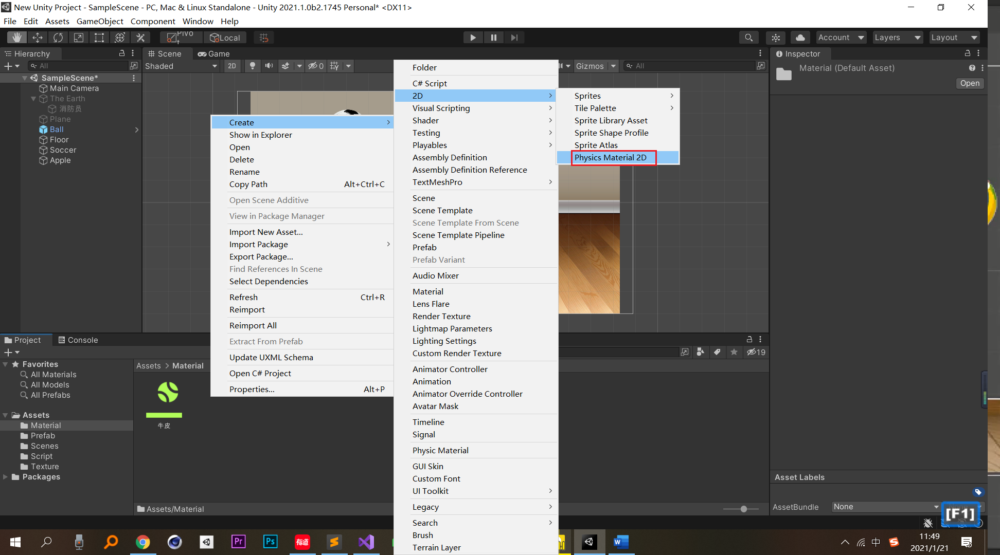 New Unity Project - SampleScene - PC, Mac & Linux Standalone - Unity 2021.1.0b2.1745 Personal* <DX11>
File Edit Assets GameObject Component Window Help
Pivot
Local
Account
Layers
Layout
Hierarchy
All
SampleScene*
Main Camera
The Earth
消防员
Plane
Ball
Floor
Soccer
Apple
Scene
Game
Shaded
2D
0
Gizmos
All
Create
Show in Explorer
Open
Delete
Rename
Copy Path Alt+Ctrl+C
Open Scene Additive
View in Package Manager
Import New Asset...
Import Package
Export Package...
Find References In Scene
Select Dependencies
Refresh Ctrl+R
Reimport
Reimport All
Extract From Prefab
Update UXML Schema
Open C# Project
Properties... Alt+P
Folder
C# Script
2D
Visual Scripting
Shader
Testing
Playables
Assembly Definition
Assembly Definition Reference
TextMeshPro
Scene
Scene Template
Scene Template From Scene
Scene Template Pipeline
Prefab
Prefab Variant
Audio Mixer
Material
Lens Flare
Render Texture
Lightmap Parameters
Lighting Settings
Custom Render Texture
Animator Controller
Animation
Animator Override Controller
Avatar Mask
Timeline
Signal
Physic Material
GUI Skin
Custom Font
UI Toolkit
Legacy
Search
Brush
Terrain Layer
Sprites
Tile Palette
Sprite Library Asset
Sprite Shape Profile
Sprite Atlas
Physics Material 2D
Inspector
Material (Default Asset)
Open
Asset Labels
AssetBundle None
[F1]
Project
Console
19
Favorites
All Materials
All Models
All Prefabs
Assets
Material
Prefab
Scenes
Script
Texture
Packages
Assets > Material
牛皮
Assets/Material
Pr
Ps
有道
W
中
S
11:49
2021/1/21